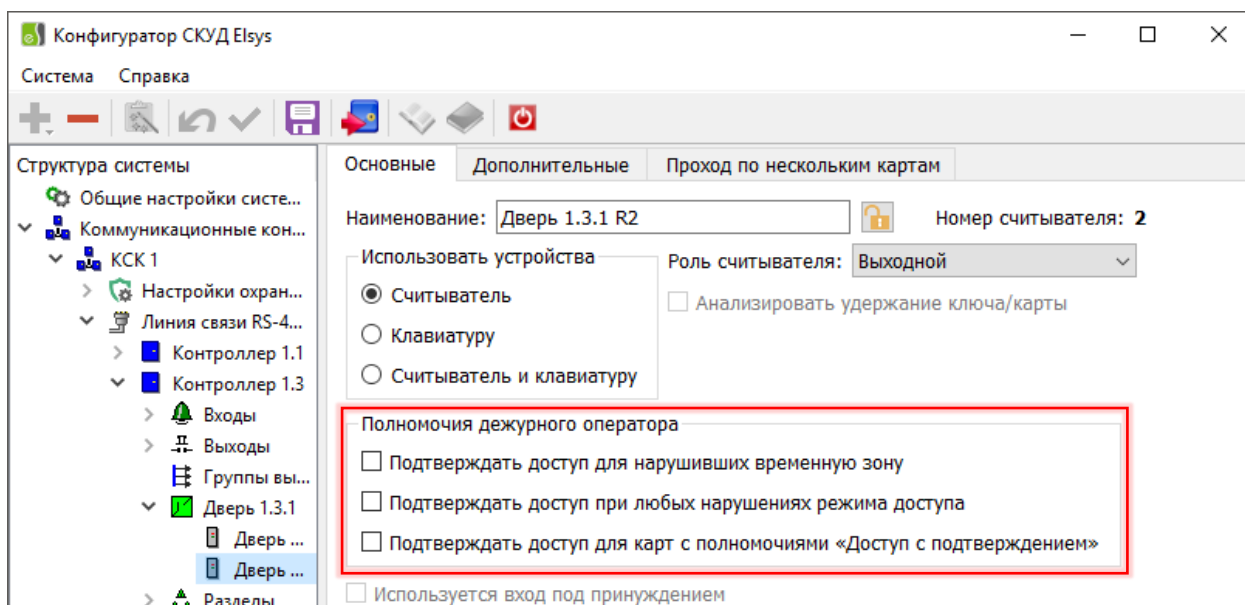 Конфигуратор СКУД Elsys
Система Справка
Структура системы
Общие настройки систе...
Коммуникационные кон...
КСК 1
Настройки охран...
Линия связи RS-4...
Контроллер 1.1
Контроллер 1.3
Входы
Выходы
Группы вы...
Дверь 1.3.1
Дверь ...
Дверь ...
Разделы
Основные Дополнительные Проход по нескольким картам
Наименование: Дверь 1.3.1 R2 Номер считывателя: 2
Использовать устройства
Считыватель
Клавиатуру
Считыватель и клавиатуру
Роль считывателя: Выходной
Анализировать удержание ключа/карты
Полномочия дежурного оператора
Подтверждать доступ для нарушивших временную зону
Подтверждать доступ при любых нарушениях режима доступа
Подтверждать доступ для карт с полномочиями «Доступ с подтверждением»
Используется вход под принуждением